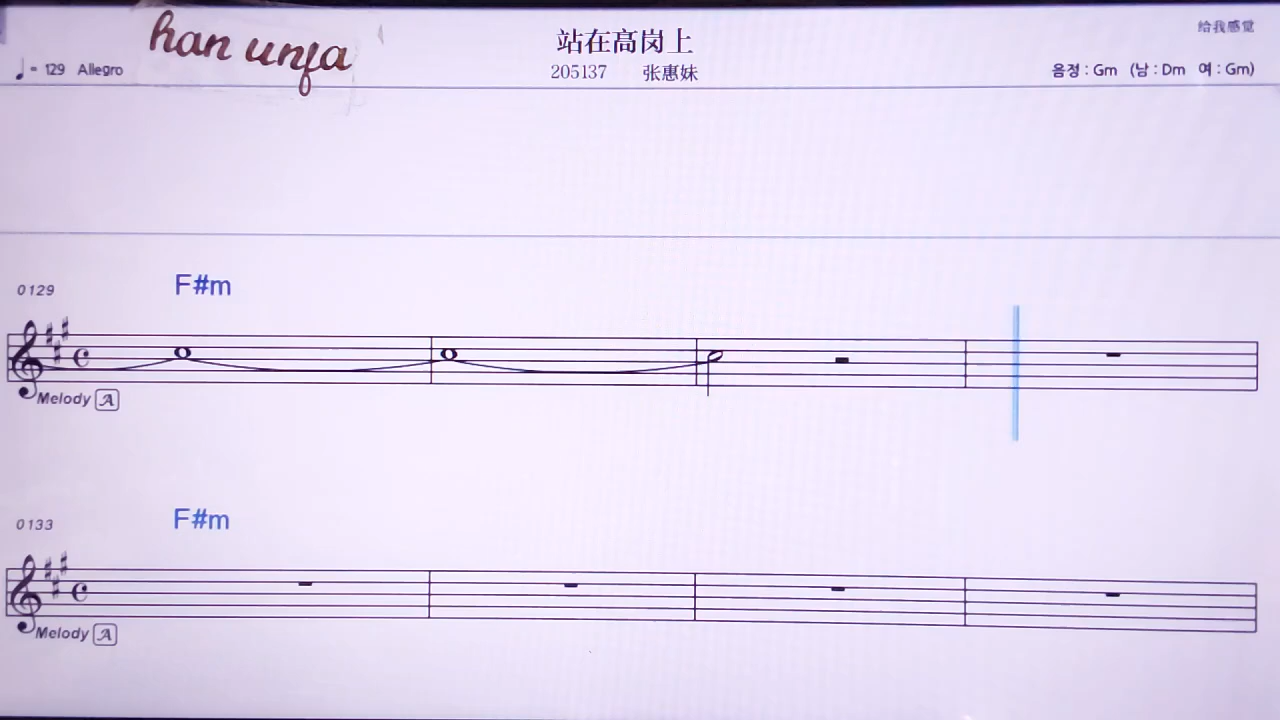 han unfa
站在高岗上
给我感觉
♩= 129 Allegro
205137 张惠妹
음정 : Gm (남 : Dm 여 : Gm)
0129
F#m
Melody A
0133
F#m
Melody A